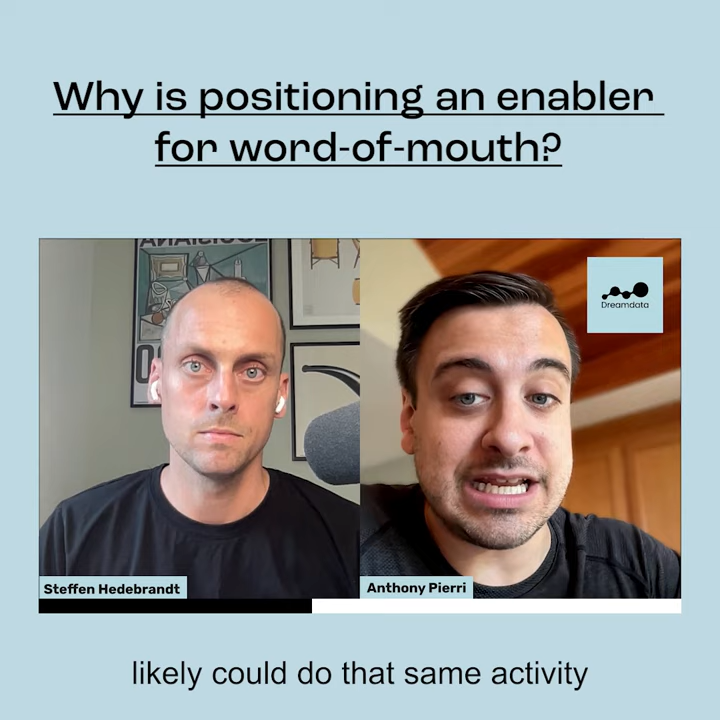 Why is positioning an enabler
for word-of-mouth?
Dreamdata
Steffen Hedebrandt
Anthony Pierri
likely could do that same activity